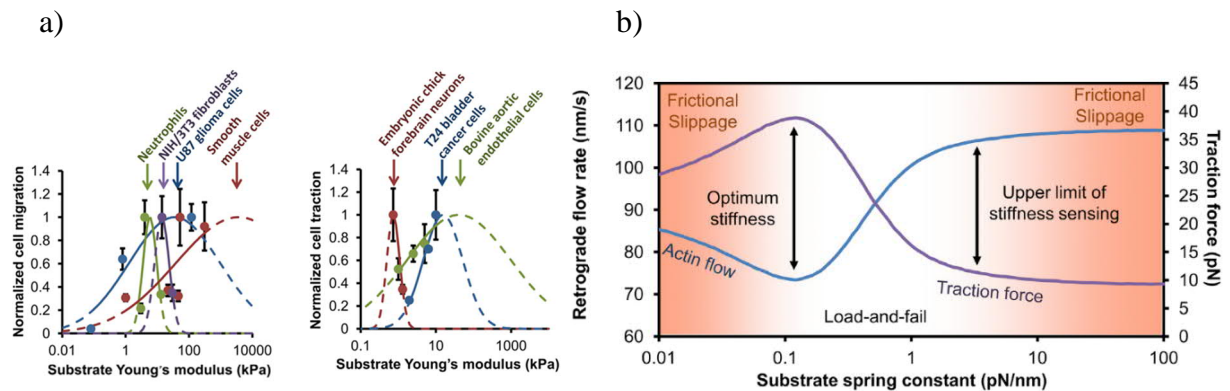 a)
b)
Neutrophils
NIH/3T3 fibroblasts
U87 glioma cells
Smooth
muscle cells
Normalized cell migration
1.4
1.2
1
0.8
0.6
0.4
0.2
0
0.01
1
100
10000
Substrate Young's modulus (kPa)
Embryonic chick
forebrain neurons
T24 bladder
cancer cells
Bovine aortic
endothelial cells
Normalized cell traction
1.4
1.2
1.0
0.8
0.6
0.4
0.2
0
0.1
10
1000
Substrate Young's modulus (kPa)
Retrograde flow rate (nm/s)
120
110
100
90
80
70
60
Frictional
Slippage
Frictional
Slippage
Optimum
stiffness
Upper limit of
stiffness sensing
Actin flow
Traction force
Load-and-fail
45
40
35
30
25
20
15
10
5
0
Traction force (pN)
0.01
0.1
1
10
100
Substrate spring constant (pN/nm)